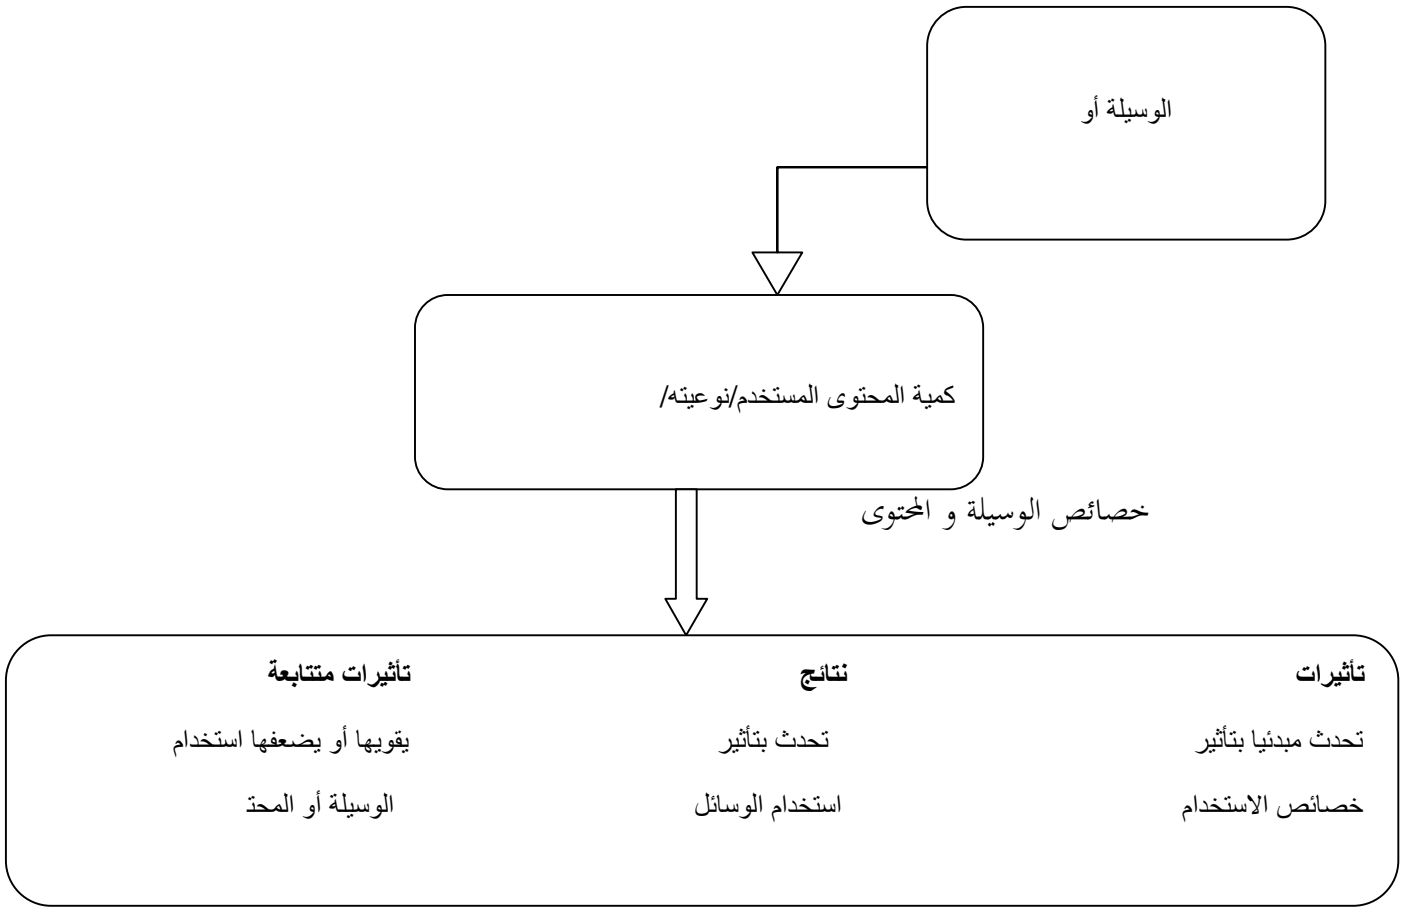 الوسيلة أو
كمية المحتوى المستخدم/نوعيته/
خصائص الوسيلة و المحتوى
تأثيرات
نتائج
تأثيرات متتابعة
تحدث مبدئيا بتأثير
تحدث بتأثير
يقويها أو يضعفها استخدام
خصائص الاستخدام
استخدام الوسائل
الوسيلة أو المحتـ